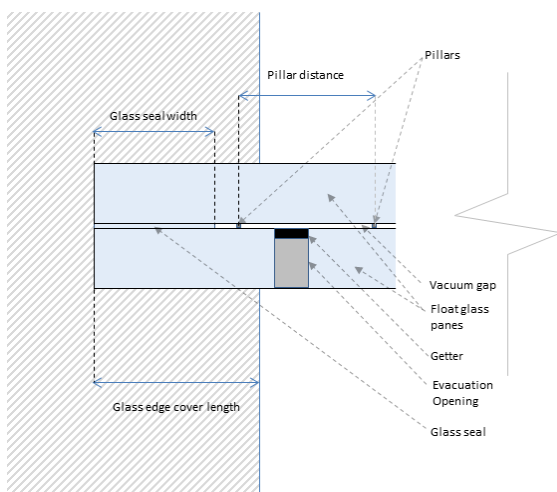 Pillars
Pillar distance
Glass seal width
Vacuum gap
Float glass
panes
Getter
Evacuation
Opening
Glass edge cover length
Glass seal